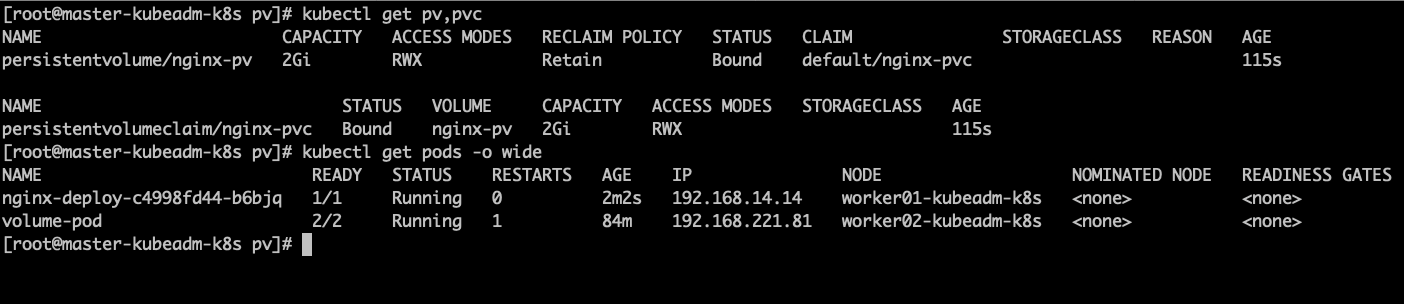 [root@master-kubeadm-k8s pv]# kubectl get pv,pvc
NAME                        CAPACITY   ACCESS MODES   RECLAIM POLICY   STATUS   CLAIM               STORAGECLASS   REASON   AGE
persistentvolume/nginx-pv   2Gi        RWX            Retain           Bound    default/nginx-pvc                           115s

NAME                              STATUS   VOLUME     CAPACITY   ACCESS MODES   STORAGECLASS   AGE
persistentvolumeclaim/nginx-pvc   Bound    nginx-pv   2Gi        RWX                           115s
[root@master-kubeadm-k8s pv]# kubectl get pods -o wide
NAME                           READY   STATUS    RESTARTS   AGE    IP               NODE                   NOMINATED NODE   READINESS GATES
nginx-deploy-c4998fd44-b6bjq   1/1     Running   0          2m2s   192.168.14.14    worker01-kubeadm-k8s   <none>           <none>
volume-pod                     2/2     Running   1          84m    192.168.221.81   worker02-kubeadm-k8s   <none>           <none>
[root@master-kubeadm-k8s pv]#